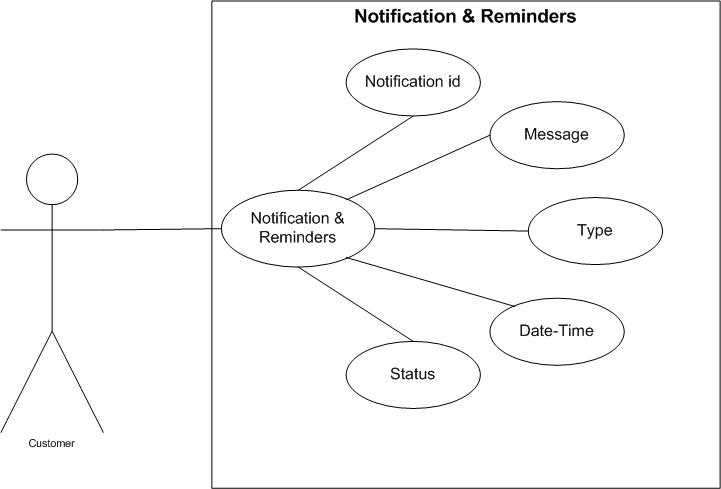 Notification & Reminders
Notification id
Message
Notification &
Reminders
Type
Date-Time
Status
Customer